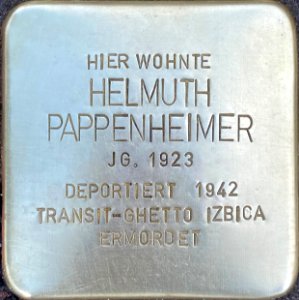 HIER WOHNTE
HELMUTH
PAPPENHEIMER
JG. 1923
DEPORTIERT 1942
TRANSIT-GHETTO IZBICA
ERMORDET